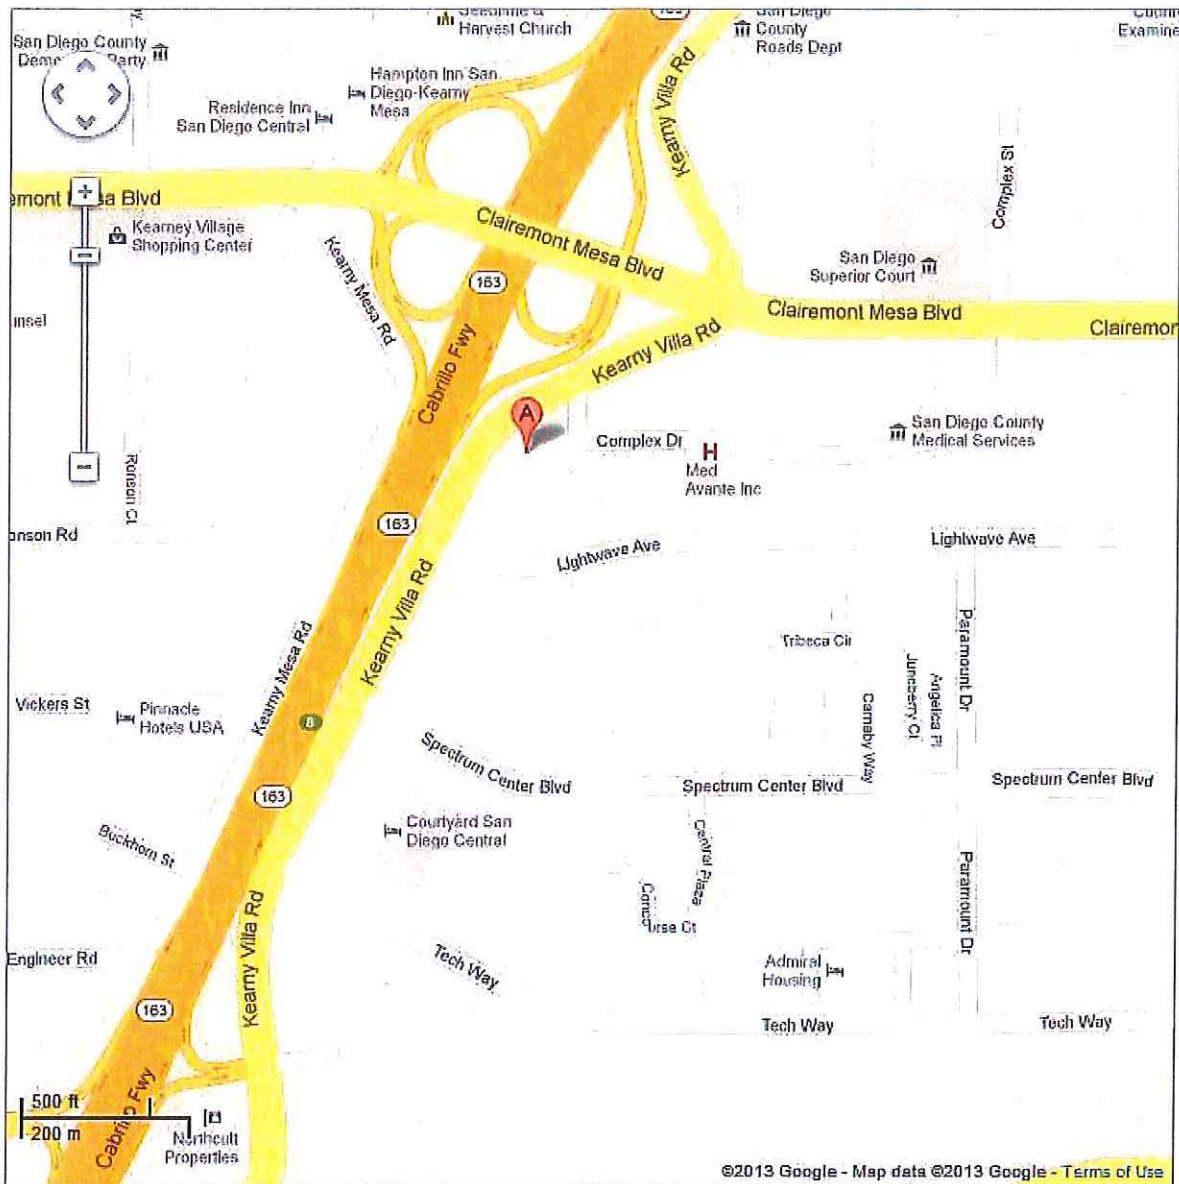 163
Harvest Church
San Diego
County
Roads Dept
San Diego County
Hampton Inn San
Diego-Kearny
Mesa
Residence Inn
San Diego Central
Kearny Villa Rd
Kearny Villa Rd
Complex St
Clairemont Mesa Blvd
Kearney Village
Shopping Center
Kearny Mesa Rd
San Diego
Superior Court
163
Clairemont Mesa Blvd
Cabrillo Fwy
Kearny Villa Rd
A
Complex Dr
H
Med
Avante Inc
San Diego County
Medical Services
Ronson Ct
163
Lightwave Ave
Lightwave Ave
Kearny Villa Rd
Kearny Mesa Rd
Tribeca Cir
Juneberry Ct
Angelica Pl
Paramount Dr
Carnaby Way
Vickers St
Pinnacle
Hotels USA
8
Spectrum Center Blvd
Spectrum Center Blvd
Spectrum Center Blvd
163
Courtyard San
Diego Central
Buckhorn St
Central Plaza
Concourse Ct
Paramount Dr
Kearny Villa Rd
Engineer Rd
Tech Way
Admiral
Housing
163
Tech Way
Tech Way
Cabrillo Fwy
500 ft
200 m
Northcutt
Properties
©2013 Google - Map data ©2013 Google - Terms of Use